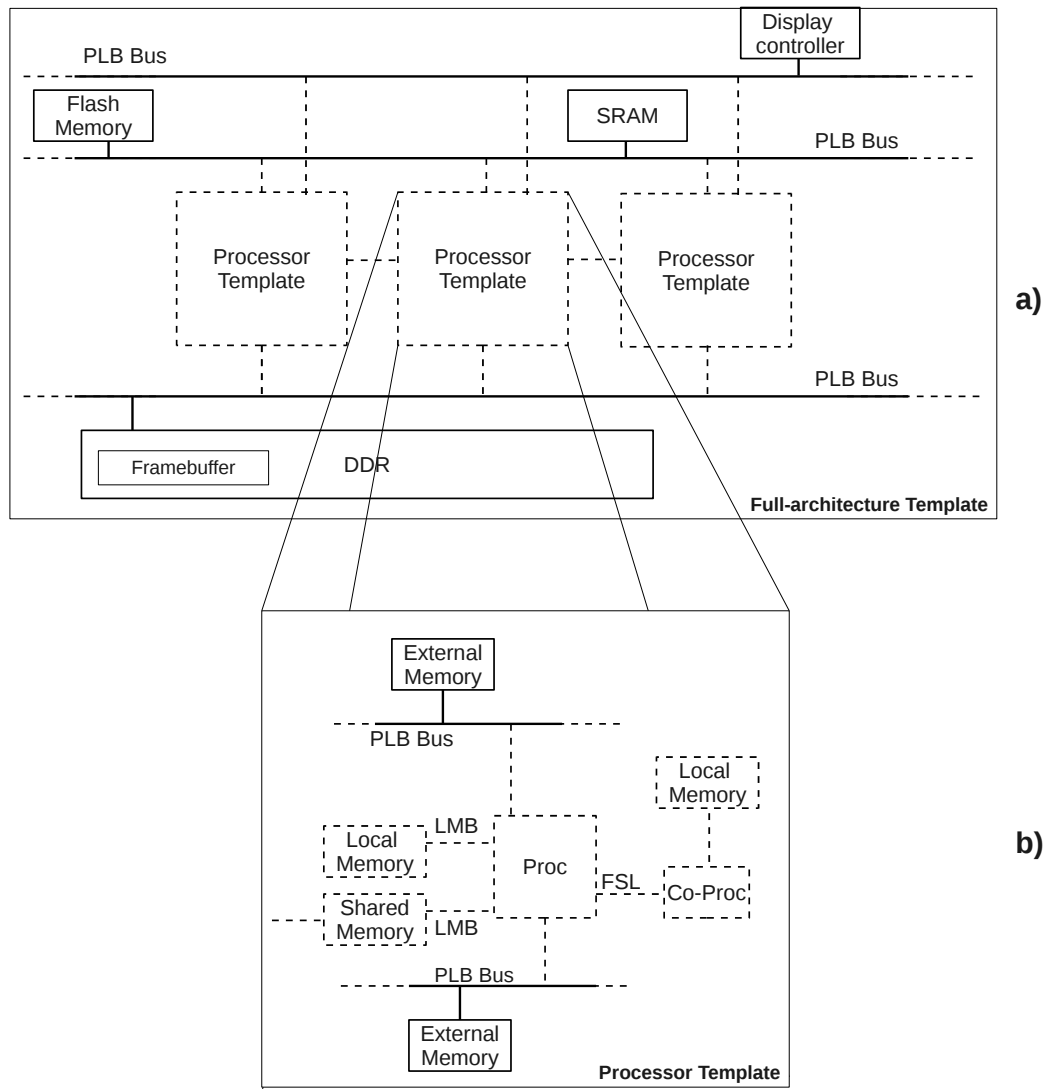 Display
controller
PLB Bus
Flash
Memory
SRAM
PLB Bus
Processor
Template
Processor
Template
Processor
Template
a)
PLB Bus
Framebuffer
DDR
Full-architecture Template
External
Memory
PLB Bus
Local
Memory
Local
Memory
LMB
Proc
FSL
Co-Proc
b)
Shared
Memory
LMB
PLB Bus
External
Memory
Processor Template